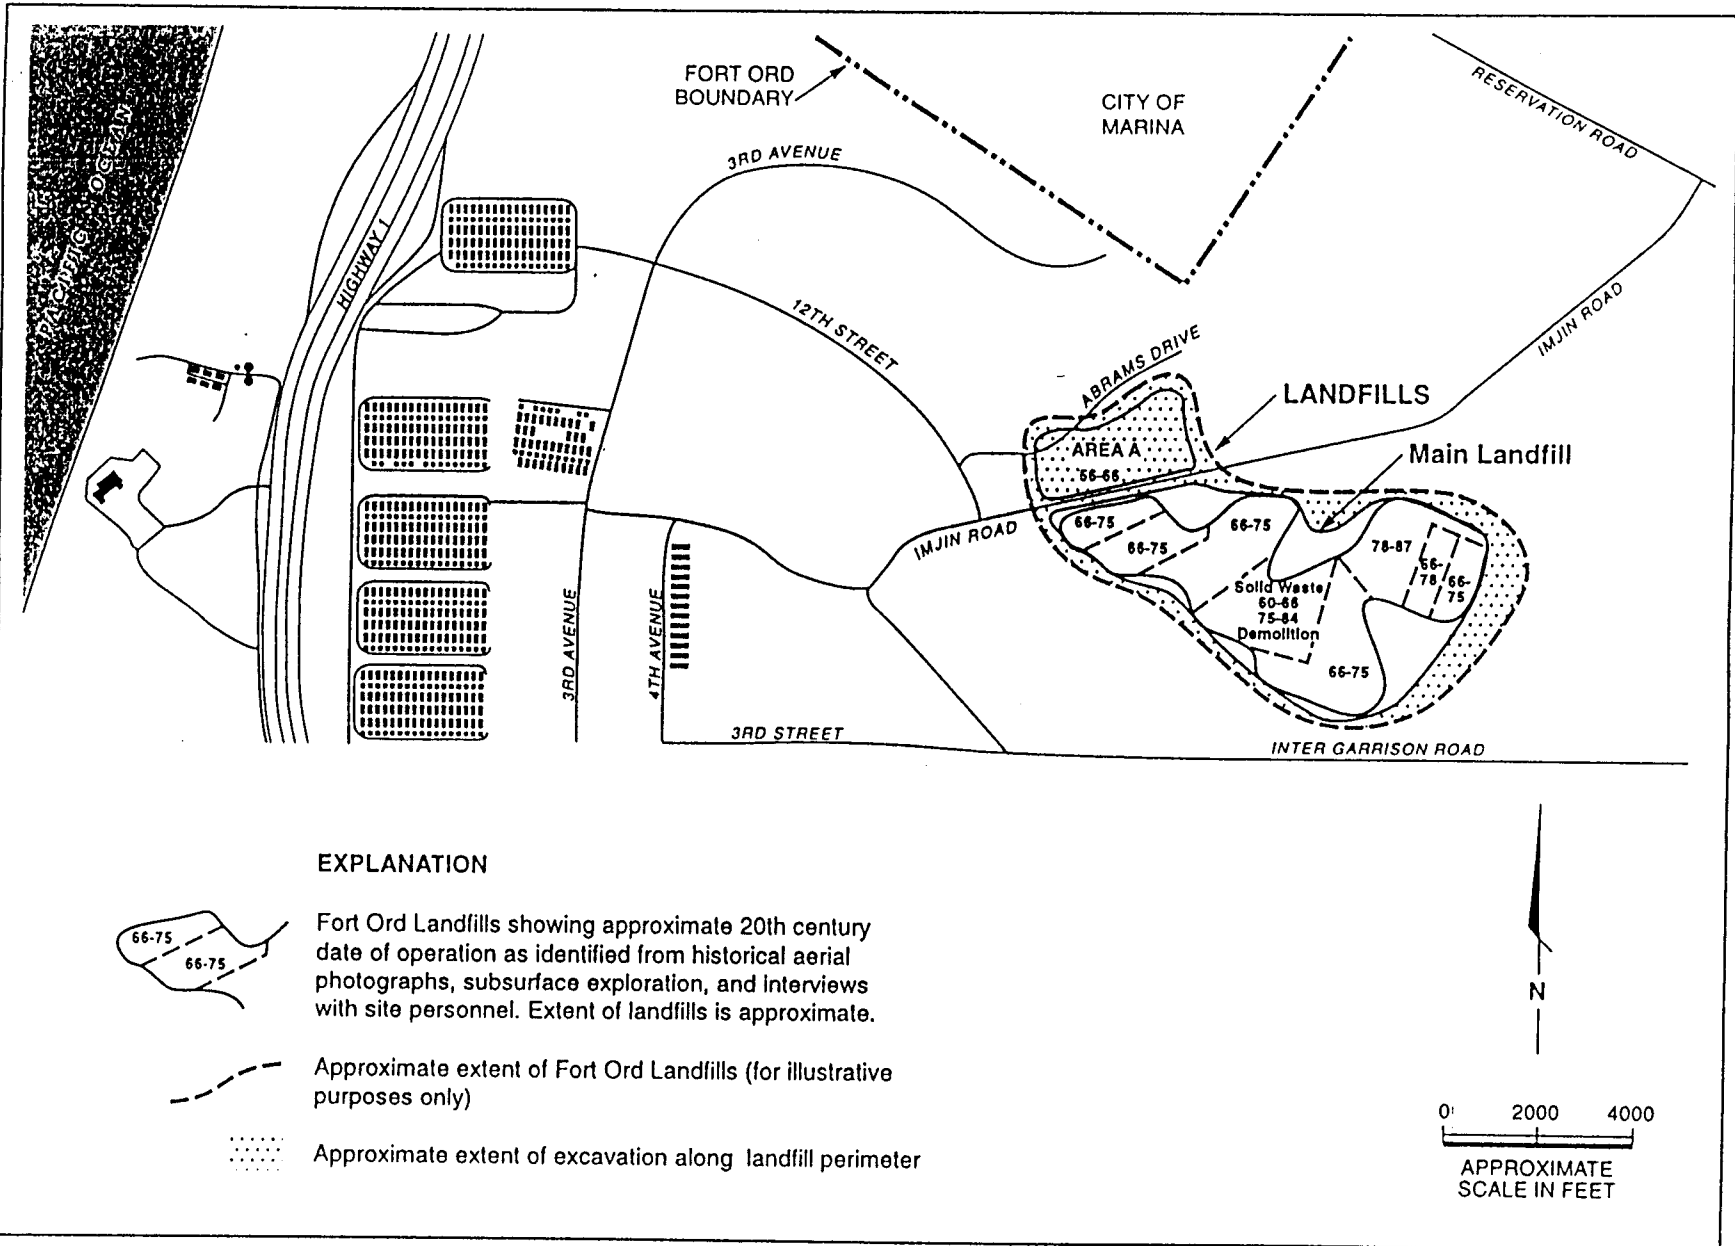 PACIFIC OCEAN
HIGHWAY 1
FORT ORD
BOUNDARY
CITY OF
MARINA
RESERVATION ROAD
3RD AVENUE
12TH STREET
IMJIN ROAD
ABRAMS DRIVE
LANDFILLS
Main Landfill
AREA A
66-66
IMJIN ROAD
66-75
66-75
66-75
78-87
66-
78
66-
75
Solid Waste
60-66
75-84
Demolition
66-75
3RD AVENUE
4TH AVENUE
3RD STREET
INTER GARRISON ROAD
EXPLANATION
66-75
66-75
Fort Ord Landfills showing approximate 20th century
date of operation as identified from historical aerial
photographs, subsurface exploration, and interviews
with site personnel. Extent of landfills is approximate.
Approximate extent of Fort Ord Landfills (for illustrative
purposes only)
Approximate extent of excavation along landfill perimeter
N
0 2000 4000
APPROXIMATE
SCALE IN FEET